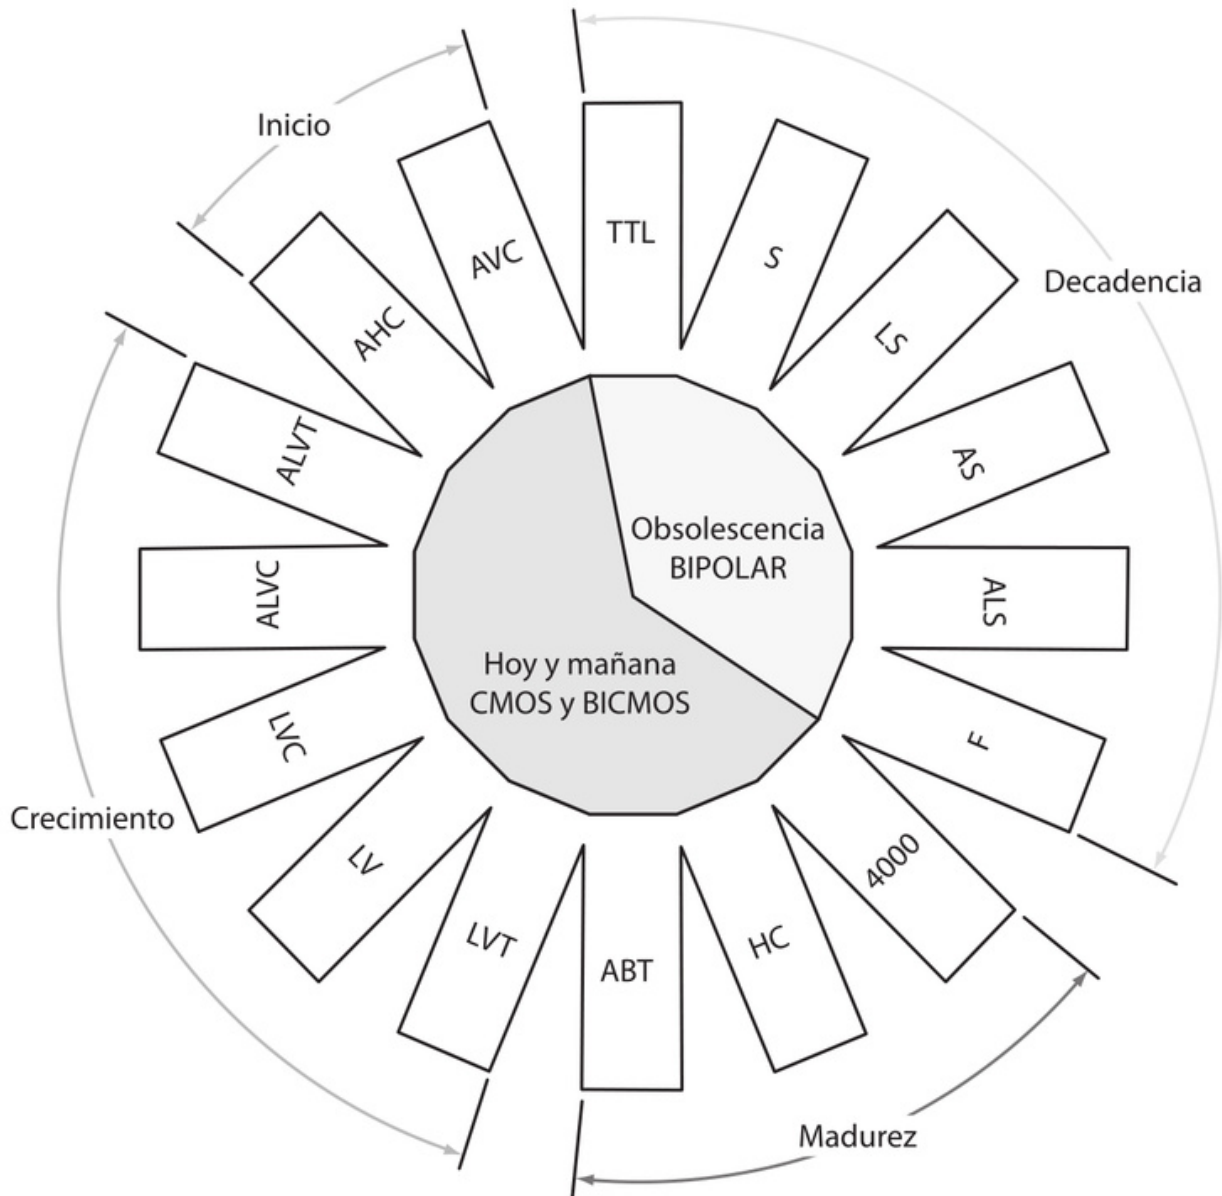 Inicio
AVC
TTL
S
AHC
LS
Decadencia
ALVT
AS
Obsolescencia
BIPOLAR
ALVC
ALS
Hoy y mañana
CMOS y BICMOS
LVC
F
Crecimiento
LV
4000
LVT
HC
ABT
Madurez